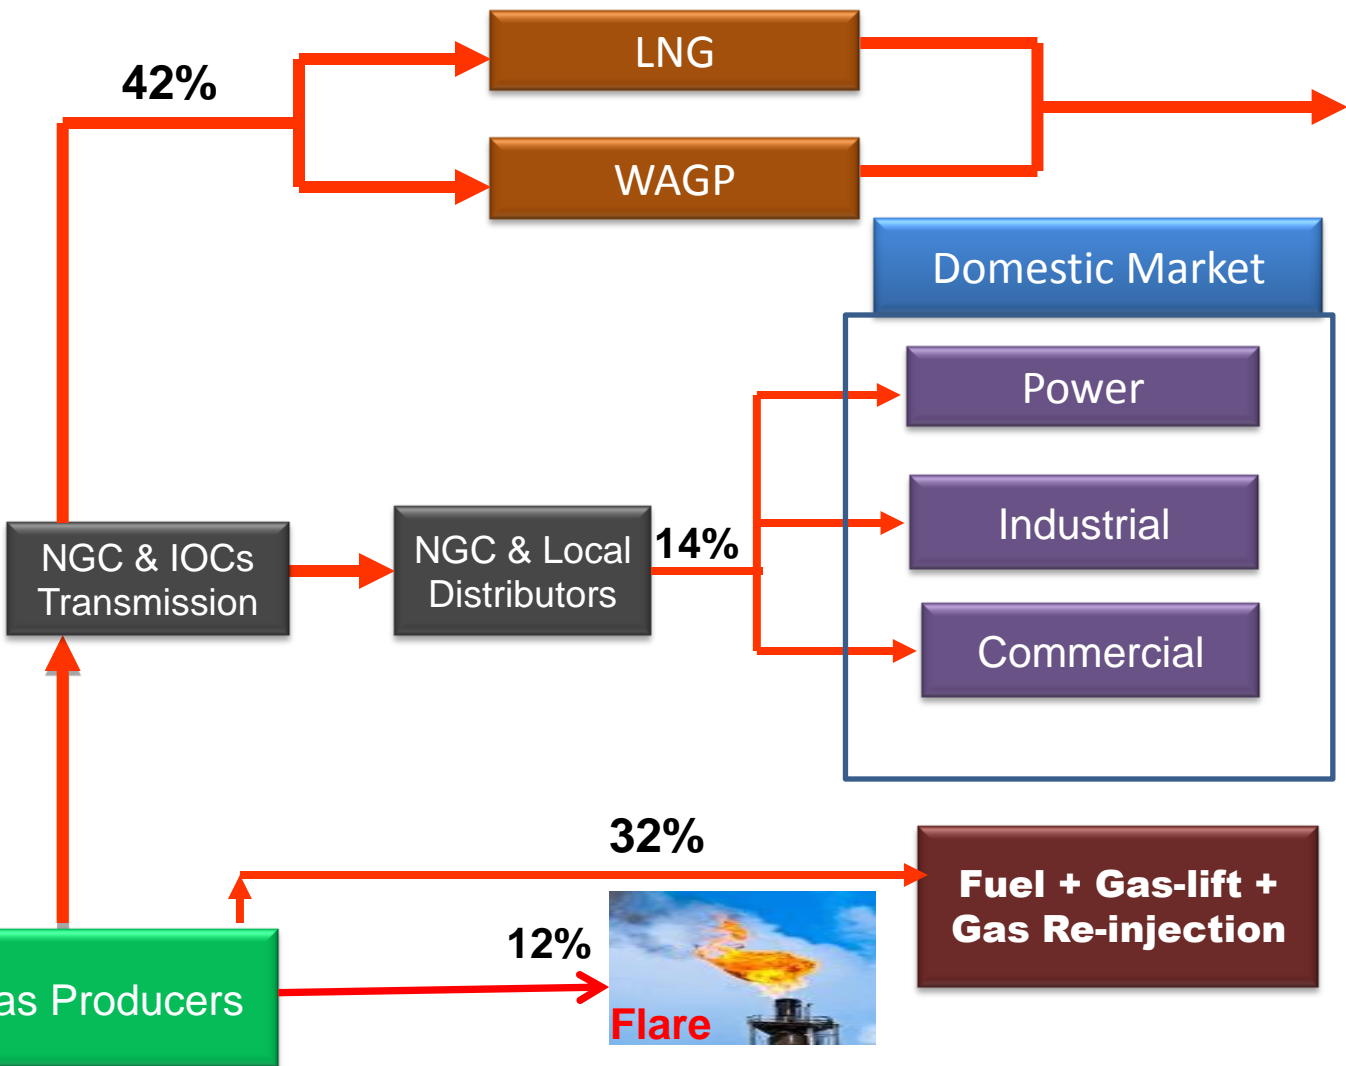 LNG
42%
WAGP
Domestic Market
Power
Industrial
NGC & IOCs
Transmission
NGC & Local
Distributors
14%
Commercial
32%
Fuel + Gas-lift +
Gas Re-injection
12%
as Producers
Flare